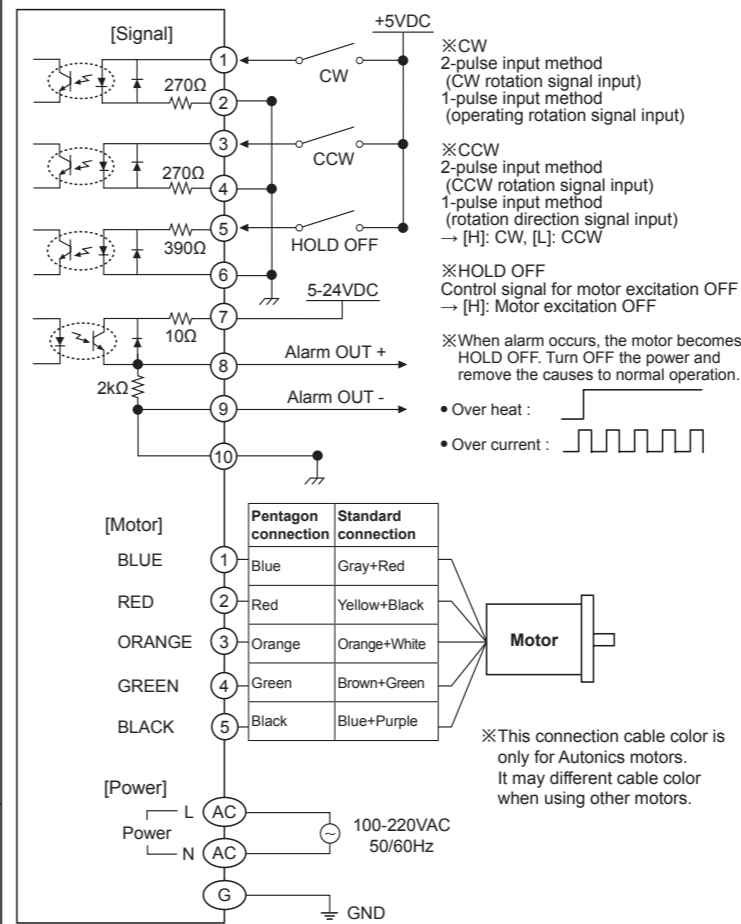 [Signal]
+5VDC
1
CW
270Ω
2
3
CCW
270Ω
4
5
HOLD OFF
390Ω
6
5-24VDC
7
10Ω
8
Alarm OUT +
2kΩ
9
Alarm OUT -
10
※CW
2-pulse input method
(CW rotation signal input)
1-pulse input method
(operating rotation signal input)
※CCW
2-pulse input method
(CCW rotation signal input)
1-pulse input method
(rotation direction signal input)
→ [H]: CW, [L]: CCW
※HOLD OFF
Control signal for motor excitation OFF
→ [H]: Motor excitation OFF
※When alarm occurs, the motor becomes
HOLD OFF. Turn OFF the power and
remove the causes to normal operation.
● Over heat :
● Over current :
[Motor]
Pentagon connection Standard connection
BLUE 1 Blue Gray+Red
RED 2 Red Yellow+Black
ORANGE 3 Orange Orange+White
GREEN 4 Green Brown+Green
BLACK 5 Black Blue+Purple
Motor
※This connection cable color is
only for Autonics motors.
It may different cable color
when using other motors.
[Power]
L AC
Power
N AC
100-220VAC
50/60Hz
G
GND